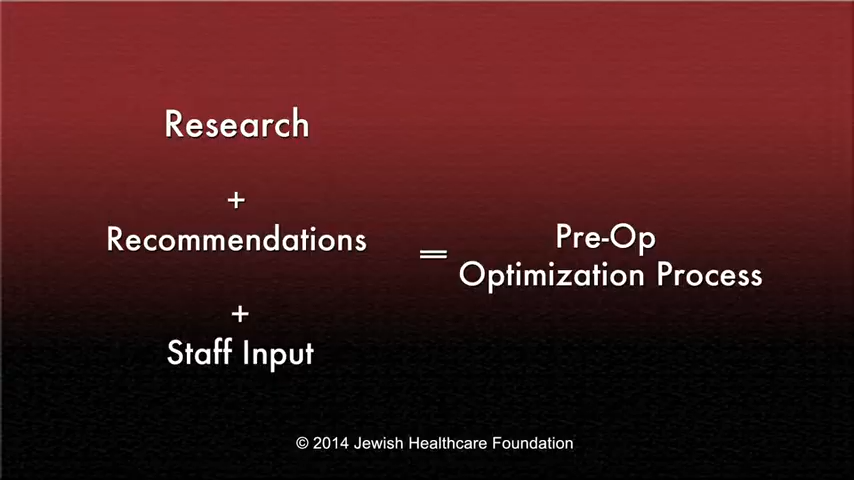 Research
+
Recommendations
+
Staff Input
=
Pre-Op
Optimization Process
© 2014 Jewish Healthcare Foundation